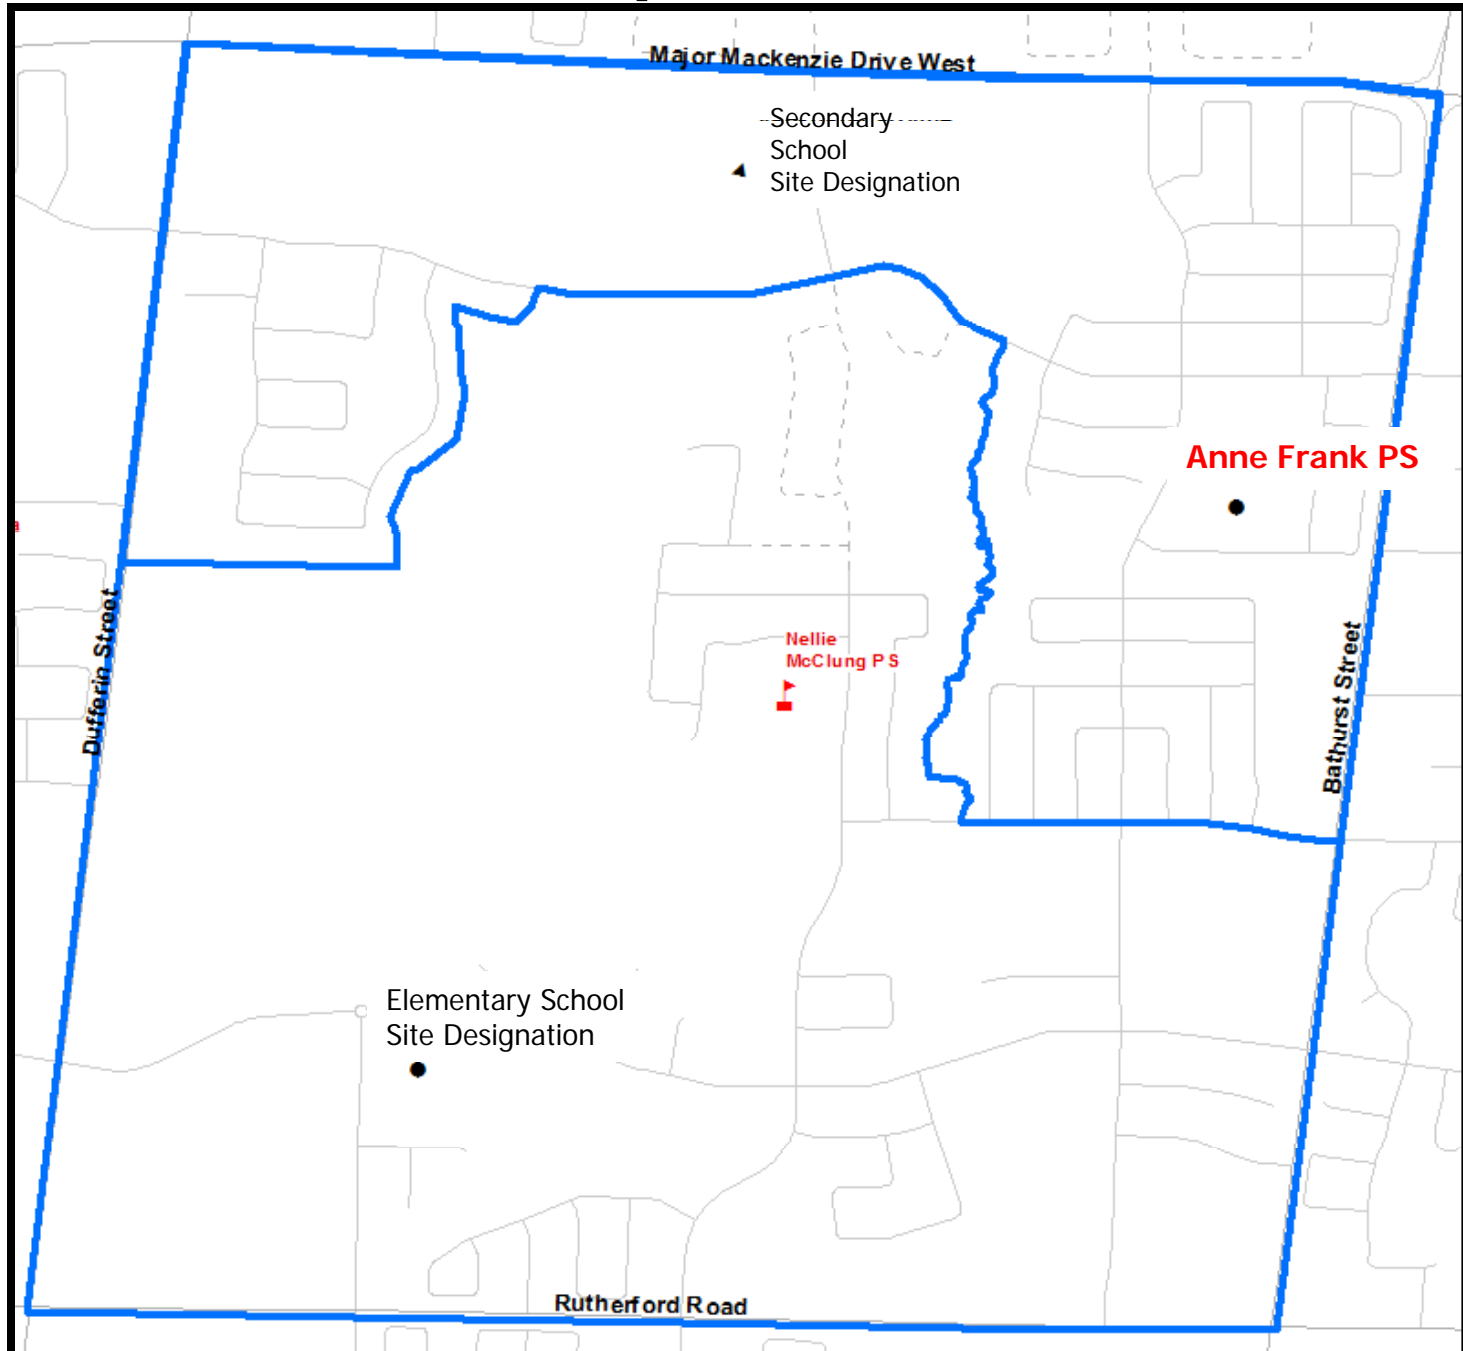 Major Mackenzie Drive West
Secondary
School
Site Designation
Anne Frank PS
Dufferin Street
Nellie
McClung PS
Bathurst Street
Elementary School
Site Designation
Rutherford Road